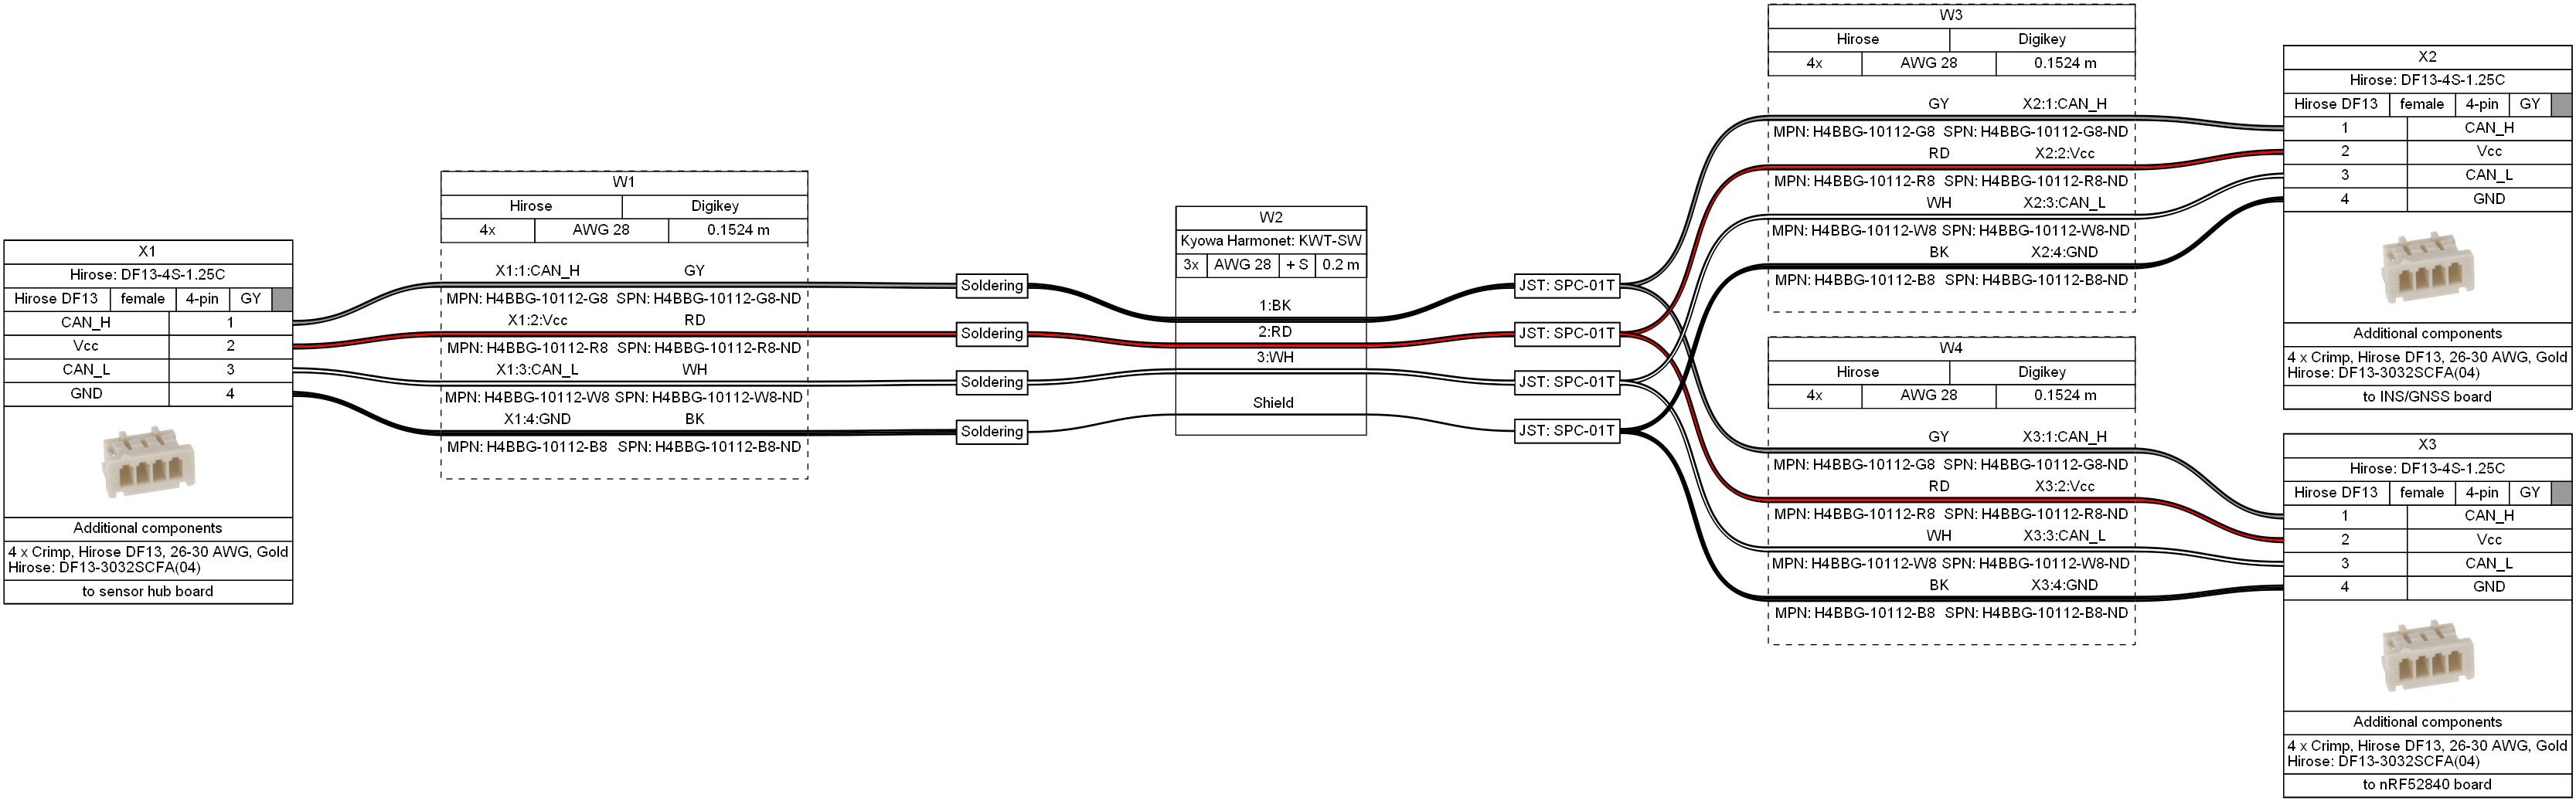 X1
Hirose: DF13-4S-1.25C
Hirose DF13 female 4-pin GY
CAN_H 1
Vcc 2
CAN_L 3
GND 4
Additional components
4 x Crimp, Hirose DF13, 26-30 AWG, Gold
Hirose: DF13-3032SCFA(04)
to sensor hub board
W1
Hirose Digikey
4x AWG 28 0.1524 m
X1:1:CAN_H GY
MPN: H4BBG-10112-G8 SPN: H4BBG-10112-G8-ND
X1:2:Vcc RD
MPN: H4BBG-10112-R8 SPN: H4BBG-10112-R8-ND
X1:3:CAN_L WH
MPN: H4BBG-10112-W8 SPN: H4BBG-10112-W8-ND
X1:4:GND BK
MPN: H4BBG-10112-B8 SPN: H4BBG-10112-B8-ND
Soldering
Soldering
Soldering
Soldering
W2
Kyowa Harmonet: KWT-SW
3x AWG 28 + S 0.2 m
1:BK
2:RD
3:WH
Shield
JST: SPC-01T
JST: SPC-01T
JST: SPC-01T
JST: SPC-01T
W3
Hirose Digikey
4x AWG 28 0.1524 m
GY X2:1:CAN_H
MPN: H4BBG-10112-G8 SPN: H4BBG-10112-G8-ND
RD X2:2:Vcc
MPN: H4BBG-10112-R8 SPN: H4BBG-10112-R8-ND
WH X2:3:CAN_L
MPN: H4BBG-10112-W8 SPN: H4BBG-10112-W8-ND
BK X2:4:GND
MPN: H4BBG-10112-B8 SPN: H4BBG-10112-B8-ND
W4
Hirose Digikey
4x AWG 28 0.1524 m
GY X3:1:CAN_H
MPN: H4BBG-10112-G8 SPN: H4BBG-10112-G8-ND
RD X3:2:Vcc
MPN: H4BBG-10112-R8 SPN: H4BBG-10112-R8-ND
WH X3:3:CAN_L
MPN: H4BBG-10112-W8 SPN: H4BBG-10112-W8-ND
BK X3:4:GND
MPN: H4BBG-10112-B8 SPN: H4BBG-10112-B8-ND
X2
Hirose: DF13-4S-1.25C
Hirose DF13 female 4-pin GY
1 CAN_H
2 Vcc
3 CAN_L
4 GND
Additional components
4 x Crimp, Hirose DF13, 26-30 AWG, Gold
Hirose: DF13-3032SCFA(04)
to INS/GNSS board
X3
Hirose: DF13-4S-1.25C
Hirose DF13 female 4-pin GY
1 CAN_H
2 Vcc
3 CAN_L
4 GND
Additional components
4 x Crimp, Hirose DF13, 26-30 AWG, Gold
Hirose: DF13-3032SCFA(04)
to nRF52840 board